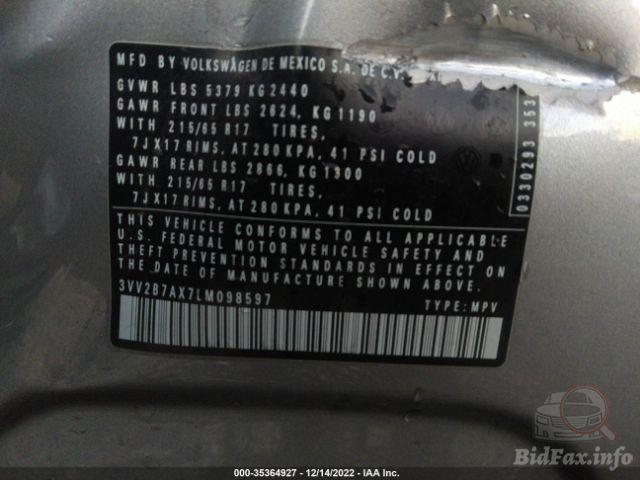 MFD BY VOLKSWAGEN DE MEXICO S.A. DE C.V.
GVWR LBS 5379 KG 2440
GAWR FRONT LBS 2624, KG 1190
WITH 215/65 R17 TIRES,
7JX17 RIMS, AT 280 KPA, 41 PSI COLD
GAWR REAR LBS 2866, KG 1300
WITH 215/65 R17 TIRES,
7JX17 RIMS, AT 280 KPA, 41 PSI COLD
THIS VEHICLE CONFORMS TO ALL APPLICABLE
U.S. FEDERAL MOTOR VEHICLE SAFETY AND
THEFT PREVENTION STANDARDS IN EFFECT ON
THE DATE OF MANUFACTURE SHOWN ABOVE.
3VV2B7AX7LM098597 TYPE: MPV
0330293 353
000-35364927 - 12/14/2022 - IAA Inc.
BidFax.info